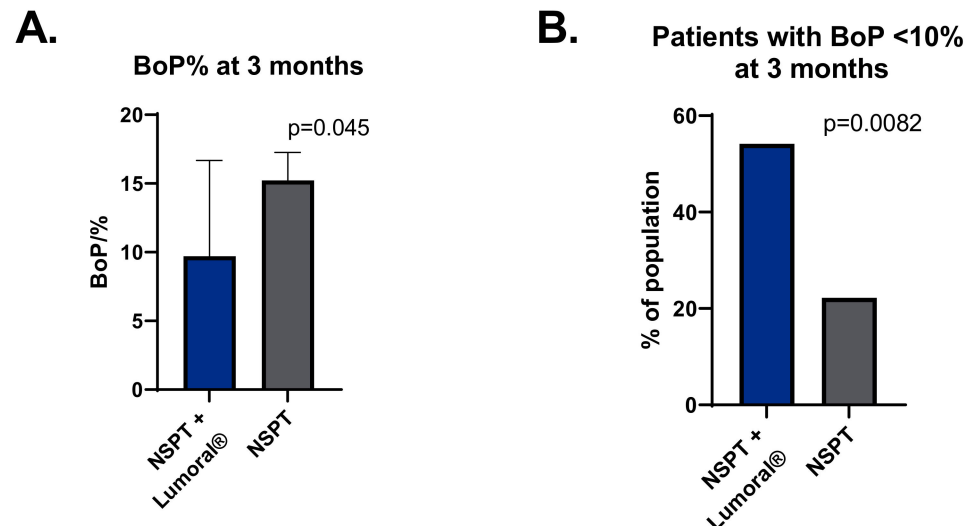 A.
BoP% at 3 months
p=0.045
BoP/%
20
15
10
5
0
NSPT +
Lumoral®
NSPT
B.
Patients with BoP <10%
at 3 months
p=0.0082
% of population
60
40
20
0
NSPT +
Lumoral®
NSPT